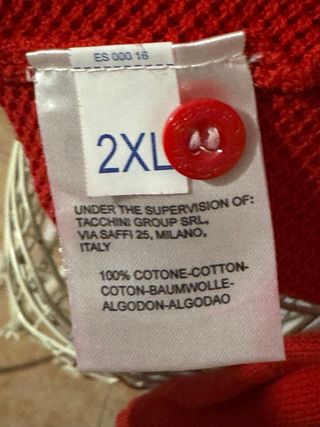 ES 000 16
2XL
UNDER THE SUPERVISION OF:
TACCHINI GROUP SRL,
VIA SAFFI 25, MILANO,
ITALY
100% COTONE-COTTON-
COTON-BAUMWOLLE-
ALGODON-ALGODAO